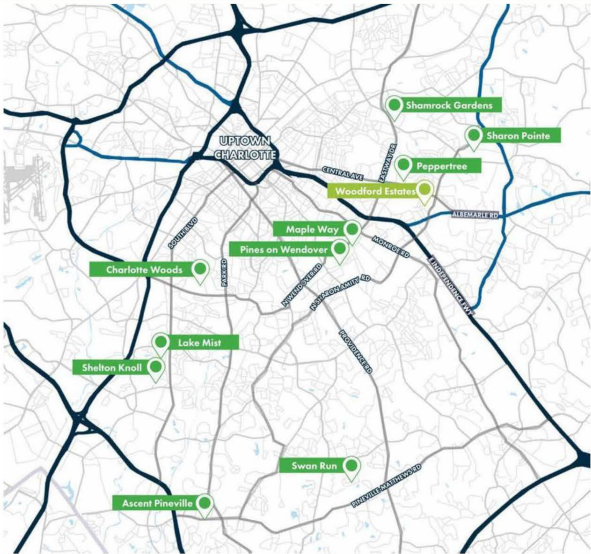 Shamrock Gardens
Sharon Pointe
UPTOWN
CHARLOTTE
CENTRAL AVE
EASTWAY DR
Peppertree
Woodford Estates
ALBEMARLE RD
SOUTH BLVD
PARK RD
Maple Way
Pines on Wendover
MONROE RD
Charlotte Woods
N WENDOVER RD
N SHARON AMITY RD
E INDEPENDENCE FWY
Lake Mist
Shelton Knoll
PROVIDENCE RD
Swan Run
PINEVILLE-MATTHEWS RD
Ascent Pineville